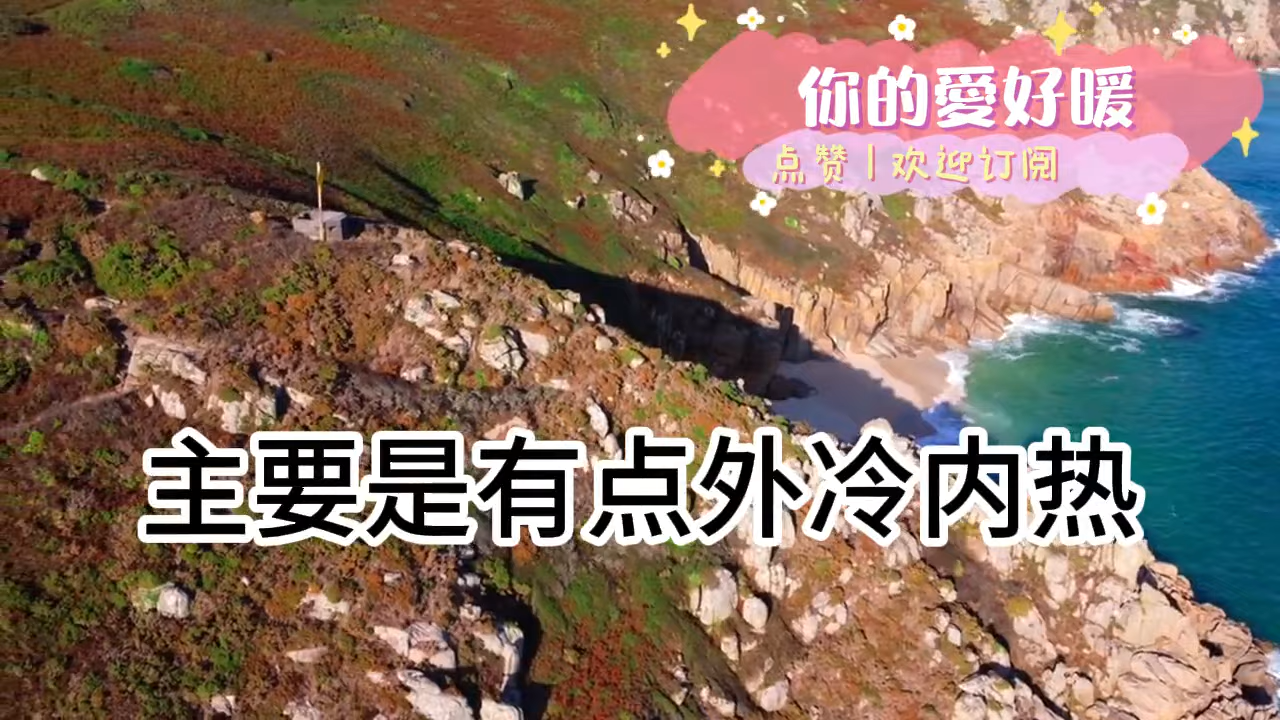 你的愛好暖
点赞 | 欢迎订阅
主要是有点外冷内热